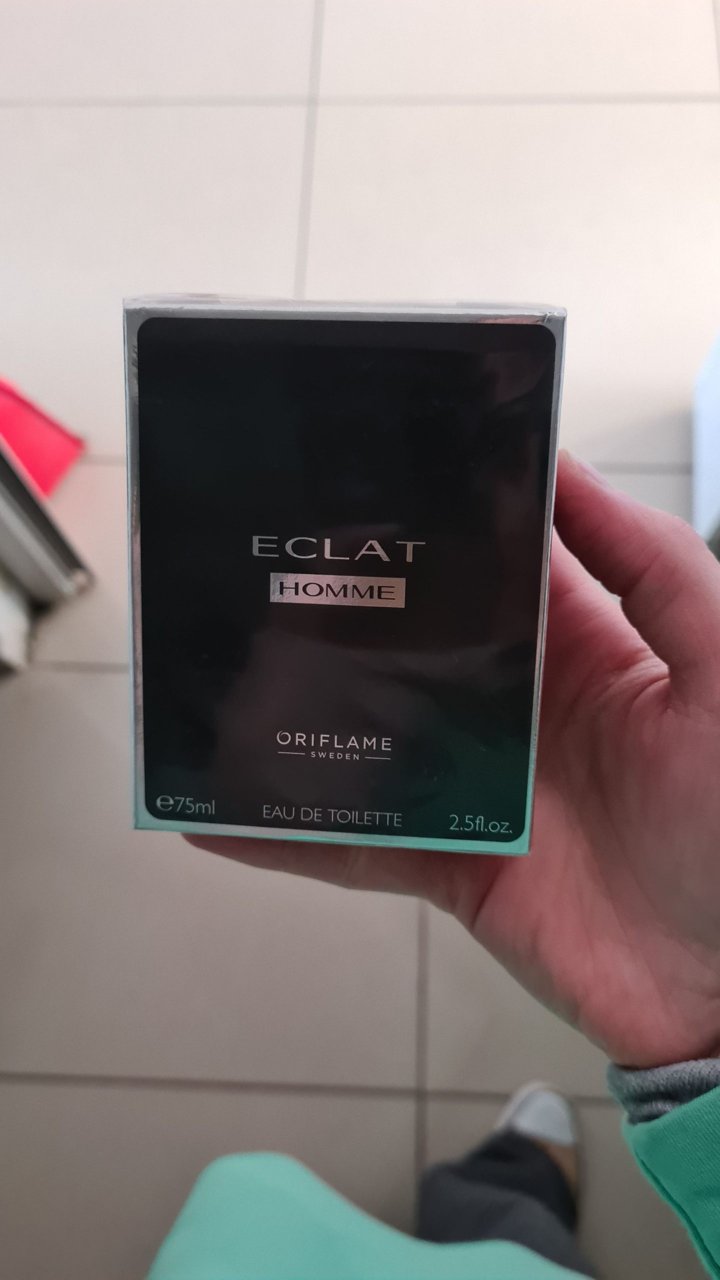 ECLAT
HOMME
ORIFLAME
SWEDEN
℮75ml EAU DE TOILETTE 2.5fl.oz.